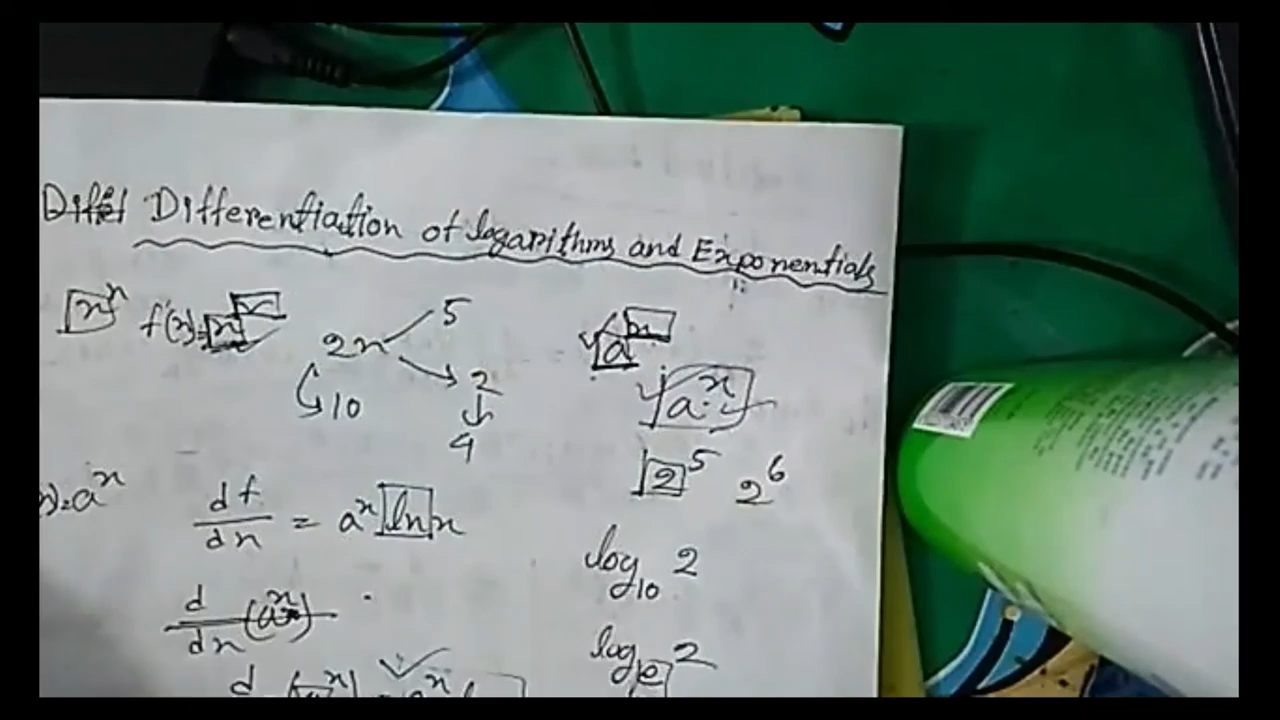 Differentiation of logarithms and Exponentials
x^x f(x)=x^x 2x 5 a^x
10 2 a^x
4 2^5 2^6
x)=a^x df/dx = a^x ln x
log_10 2
d/dx (a^x)
log_e 2
d/dx (a^x) = a^x